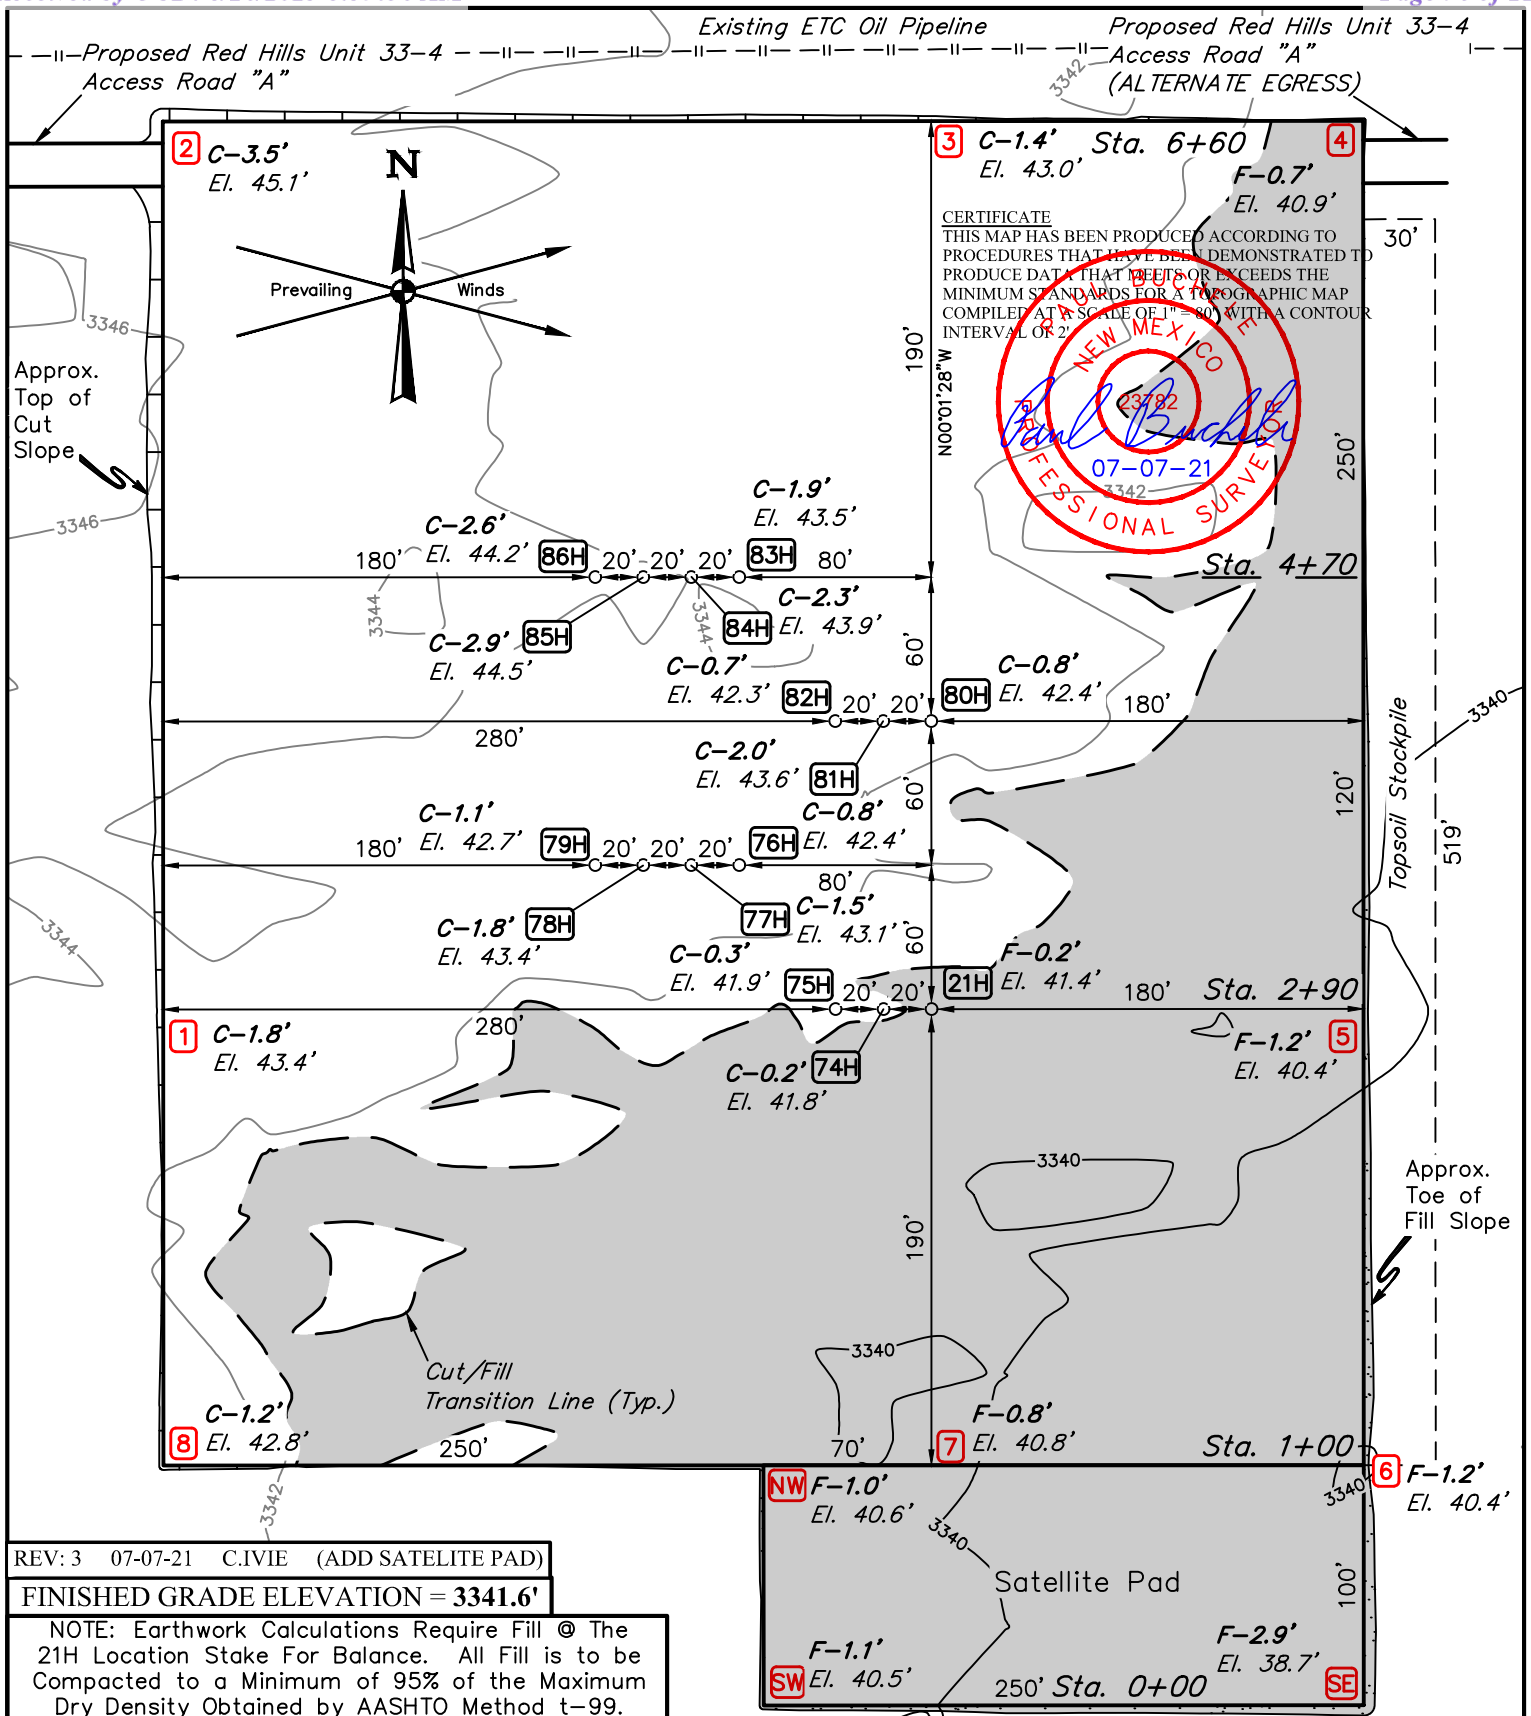 Existing ETC Oil Pipeline
Proposed Red Hills Unit 33-4
Access Road "A"
Proposed Red Hills Unit 33-4
Access Road "A"
(ALTERNATE EGRESS)
3342
2
C-3.5'
El. 45.1'
N
Prevailing
Winds
3
C-1.4'
El. 43.0'
Sta. 6+60
4
F-0.7'
El. 40.9'
30'
CERTIFICATE
THIS MAP HAS BEEN PRODUCED ACCORDING TO
PROCEDURES THAT HAVE BEEN DEMONSTRATED TO
PRODUCE DATA THAT MEETS OR EXCEEDS THE
MINIMUM STANDARDS FOR A TOPOGRAPHIC MAP
COMPILED AT A SCALE OF 1" = 80', WITH A CONTOUR
INTERVAL OF 2'.
PAUL BUCHELE
NEW MEXICO
23782
Paul Buchele
07-07-21
PROFESSIONAL SURVEYOR
3342
190'
N00°01'28"W
250'
3346
Approx.
Top of
Cut
Slope
3346
C-1.9'
El. 43.5'
C-2.6'
El. 44.2'
86H
83H
180'
20'
20'
20'
80'
Sta. 4+70
3344
3344
C-2.3'
El. 43.9'
84H
85H
C-2.9'
El. 44.5'
60'
C-0.7'
El. 42.3'
82H
20'
20'
80H
C-0.8'
El. 42.4'
180'
280'
C-2.0'
El. 43.6'
81H
60'
120'
Topsoil Stockpile
3340
519'
C-1.1'
El. 42.7'
79H
C-0.8'
El. 42.4'
76H
180'
20'
20'
20'
80'
C-1.8'
El. 43.4'
78H
77H
C-1.5'
El. 43.1'
60'
3344
C-0.3'
El. 41.9'
75H
20'
20'
21H
F-0.2'
El. 41.4'
180'
Sta. 2+90
280'
1
C-1.8'
El. 43.4'
5
F-1.2'
El. 40.4'
C-0.2'
El. 41.8'
74H
3340
190'
Approx.
Toe of
Fill Slope
3340
Cut/Fill
Transition Line (Typ.)
8
C-1.2'
El. 42.8'
250'
70'
7
F-0.8'
El. 40.8'
Sta. 1+00
6
F-1.2'
El. 40.4'
3340
3342
NW
F-1.0'
El. 40.6'
3340
Satellite Pad
100'
SW
F-1.1'
El. 40.5'
F-2.9'
El. 38.7'
SE
250'
Sta. 0+00
REV: 3 07-07-21 C.IVIE (ADD SATELITE PAD)
FINISHED GRADE ELEVATION = 3341.6'
NOTE: Earthwork Calculations Require Fill @ The
21H Location Stake For Balance. All Fill is to be
Compacted to a Minimum of 95% of the Maximum
Dry Density Obtained by AASHTO Method t-99.